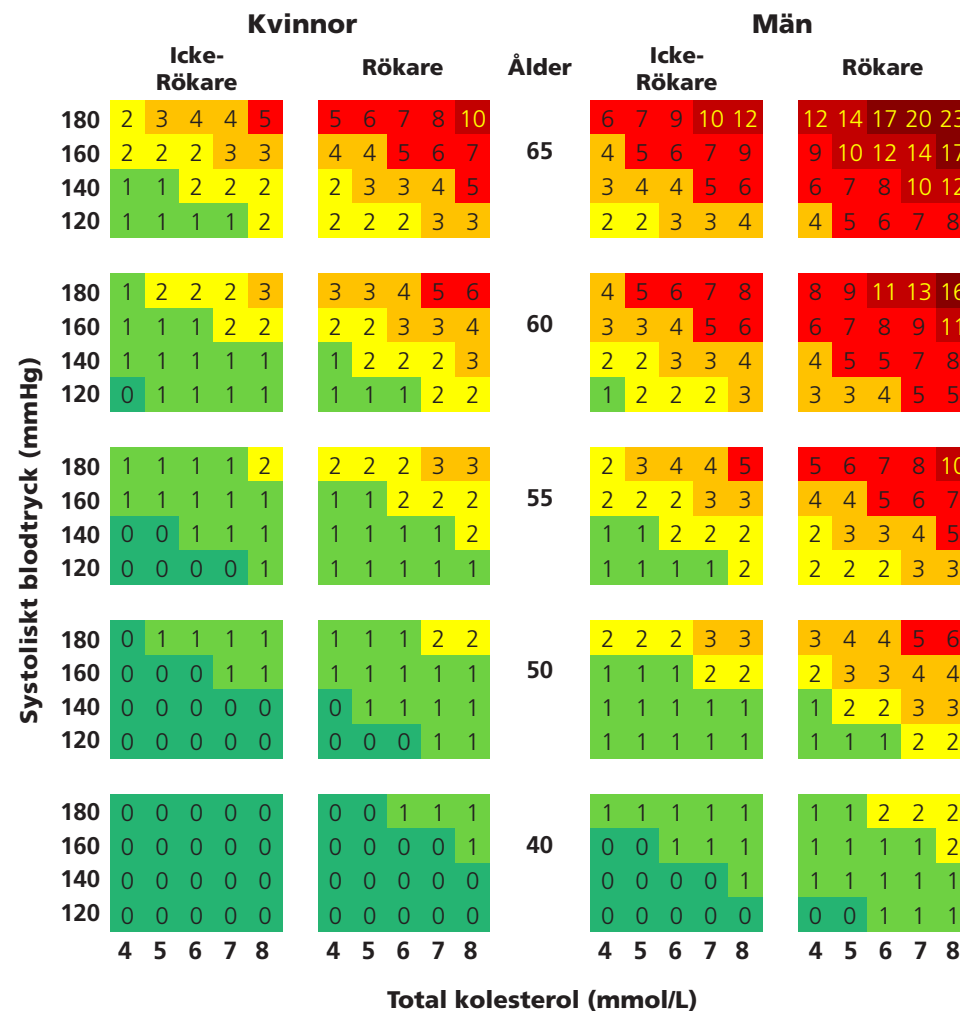 Kvinnor Män
Icke-Rökare Rökare Ålder Icke-Rökare Rökare
Systoliskt blodtryck (mmHg)
180 2 3 4 4 5 5 6 7 8 10 6 7 9 10 12 12 14 17 20 23
160 2 2 2 3 3 4 4 5 6 7 65 4 5 6 7 9 9 10 12 14 17
140 1 1 2 2 2 2 3 3 4 5 3 4 4 5 6 6 7 8 10 12
120 1 1 1 1 2 2 2 2 3 3 2 2 3 3 4 4 5 6 7 8
180 1 2 2 2 3 3 3 4 5 6 4 5 6 7 8 8 9 11 13 16
160 1 1 1 2 2 2 2 3 3 4 60 3 3 4 5 6 6 7 8 9 11
140 1 1 1 1 1 1 2 2 2 3 2 2 3 3 4 4 5 5 7 8
120 0 1 1 1 1 1 1 1 2 2 1 2 2 2 3 3 3 4 5 5
180 1 1 1 1 2 2 2 2 3 3 2 3 4 4 5 5 6 7 8 10
160 1 1 1 1 1 1 1 2 2 2 55 2 2 2 3 3 4 4 5 6 7
140 0 0 1 1 1 1 1 1 1 2 1 1 2 2 2 2 3 3 4 5
120 0 0 0 0 1 1 1 1 1 1 1 1 1 1 2 2 2 2 3 3
180 0 1 1 1 1 1 1 1 2 2 2 2 2 3 3 3 4 4 5 6
160 0 0 0 1 1 1 1 1 1 1 50 1 1 1 2 2 2 3 3 4 4
140 0 0 0 0 0 0 1 1 1 1 1 1 1 1 1 1 2 2 3 3
120 0 0 0 0 0 0 0 0 1 1 1 1 1 1 1 1 1 1 2 2
180 0 0 0 0 0 0 0 1 1 1 1 1 1 1 1 1 1 2 2 2
160 0 0 0 0 0 0 0 0 0 1 40 0 0 1 1 1 1 1 1 1 2
140 0 0 0 0 0 0 0 0 0 0 0 0 0 0 1 1 1 1 1 1
120 0 0 0 0 0 0 0 0 0 0 0 0 0 0 0 0 0 1 1 1
4 5 6 7 8 4 5 6 7 8 4 5 6 7 8 4 5 6 7 8
Total kolesterol (mmol/L)